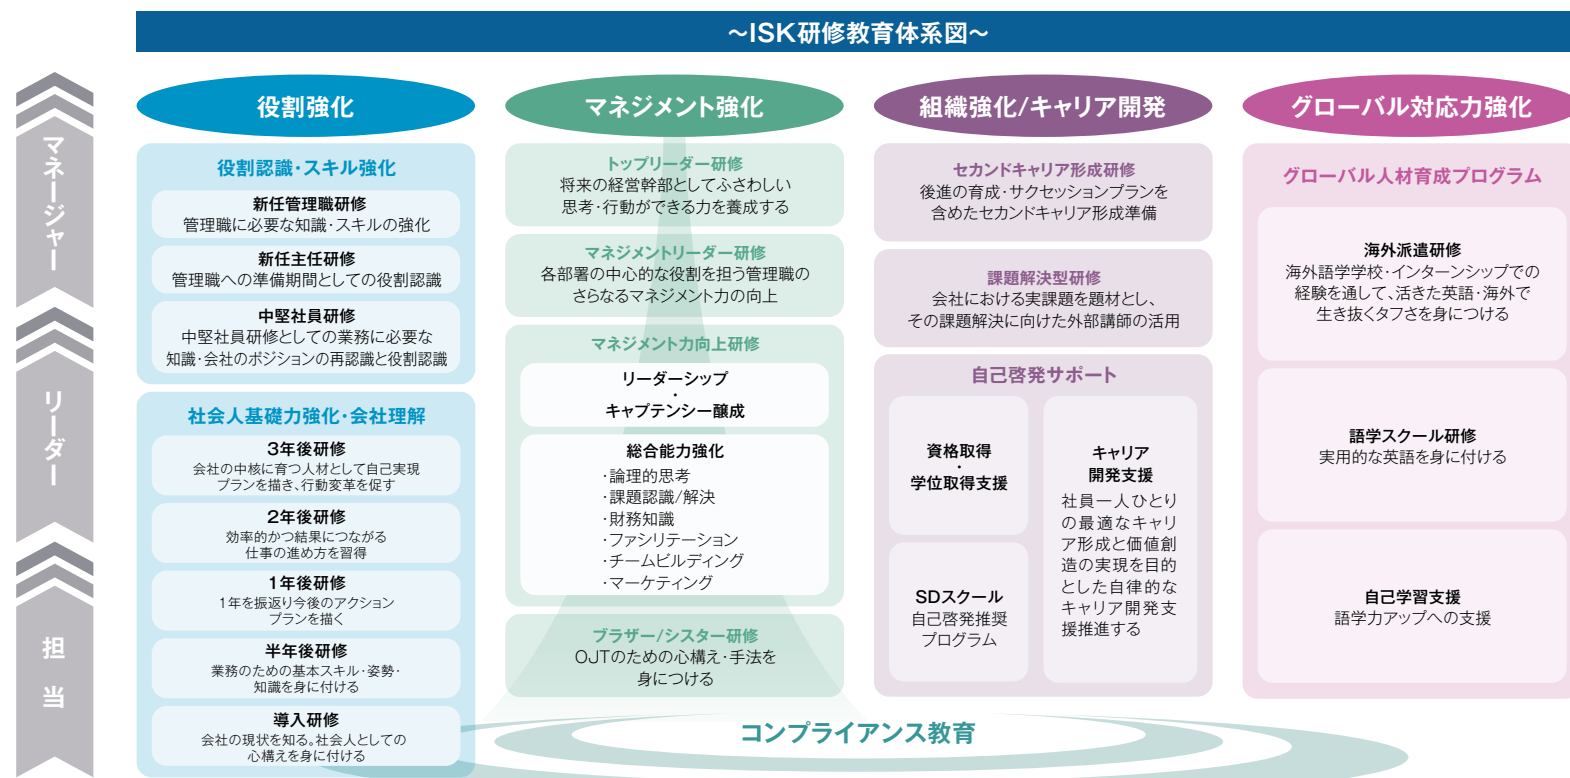 ～ISK研修教育体系図～
マネージャー
リーダー
担当
役割強化
役割認識・スキル強化
新任管理職研修
管理職に必要な知識・スキルの強化
新任主任研修
管理職への準備期間としての役割認識
中堅社員研修
中堅社員研修としての業務に必要な
知識・会社のポジションの再認識と役割認識
社会人基礎力強化・会社理解
3年後研修
会社の中核に育つ人材として自己実現
プランを描き、行動変革を促す
2年後研修
効率的かつ結果につながる
仕事の進め方を習得
1年後研修
1年を振返り今後のアクション
プランを描く
半年後研修
業務のための基本スキル・姿勢・
知識を身に付ける
導入研修
会社の現状を知る。社会人としての
心構えを身に付ける
マネジメント強化
トップリーダー研修
将来の経営幹部としてふさわしい
思考・行動ができる力を養成する
マネジメントリーダー研修
各部署の中心的な役割を担う管理職の
さらなるマネジメント力の向上
マネジメント力向上研修
リーダーシップ
・
キャプテンシー醸成
総合能力強化
・論理的思考
・課題認識/解決
・財務知識
・ファシリテーション
・チームビルディング
・マーケティング
ブラザー/シスター研修
OJTのための心構え・手法を
身につける
組織強化/キャリア開発
セカンドキャリア形成研修
後進の育成・サクセッションプランを
含めたセカンドキャリア形成準備
課題解決型研修
会社における実課題を題材とし、
その課題解決に向けた外部講師の活用
自己啓発サポート
資格取得
・
学位取得支援
SDスクール
自己啓発推奨
プログラム
キャリア
開発支援
社員一人ひとり
の最適なキャリ
ア形成と価値創
造の実現を目的
とした自律的な
キャリア開発支
援推進する
グローバル対応力強化
グローバル人材育成プログラム
海外派遣研修
海外語学学校・インターンシップでの
経験を通して、活きた英語・海外で
生き抜くタフさを身につける
語学スクール研修
実用的な英語を身に付ける
自己学習支援
語学力アップへの支援
コンプライアンス教育